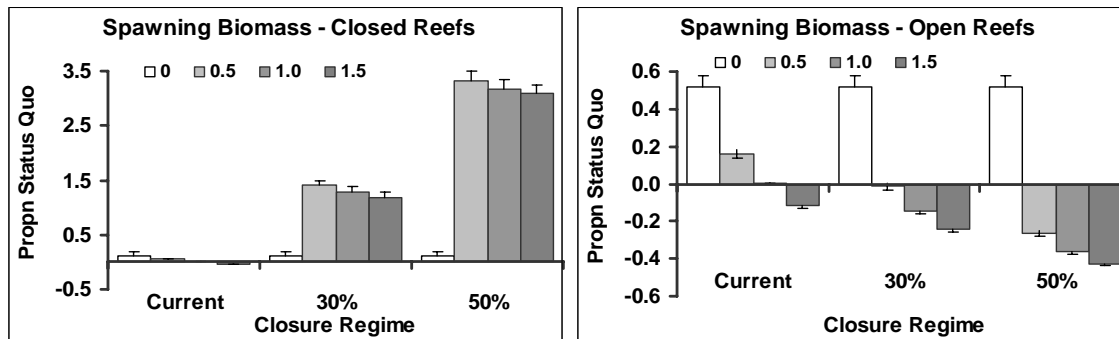 Spawning Biomass - Closed Reefs
0 0.5 1.0 1.5
Propn Status Quo
3.5
2.5
1.5
0.5
-0.5
Current 30% 50%
Closure Regime
Spawning Biomass - Open Reefs
0 0.5 1.0 1.5
Propn Status Quo
0.6
0.4
0.2
0.0
-0.2
-0.4
-0.6
Current 30% 50%
Closure Regime